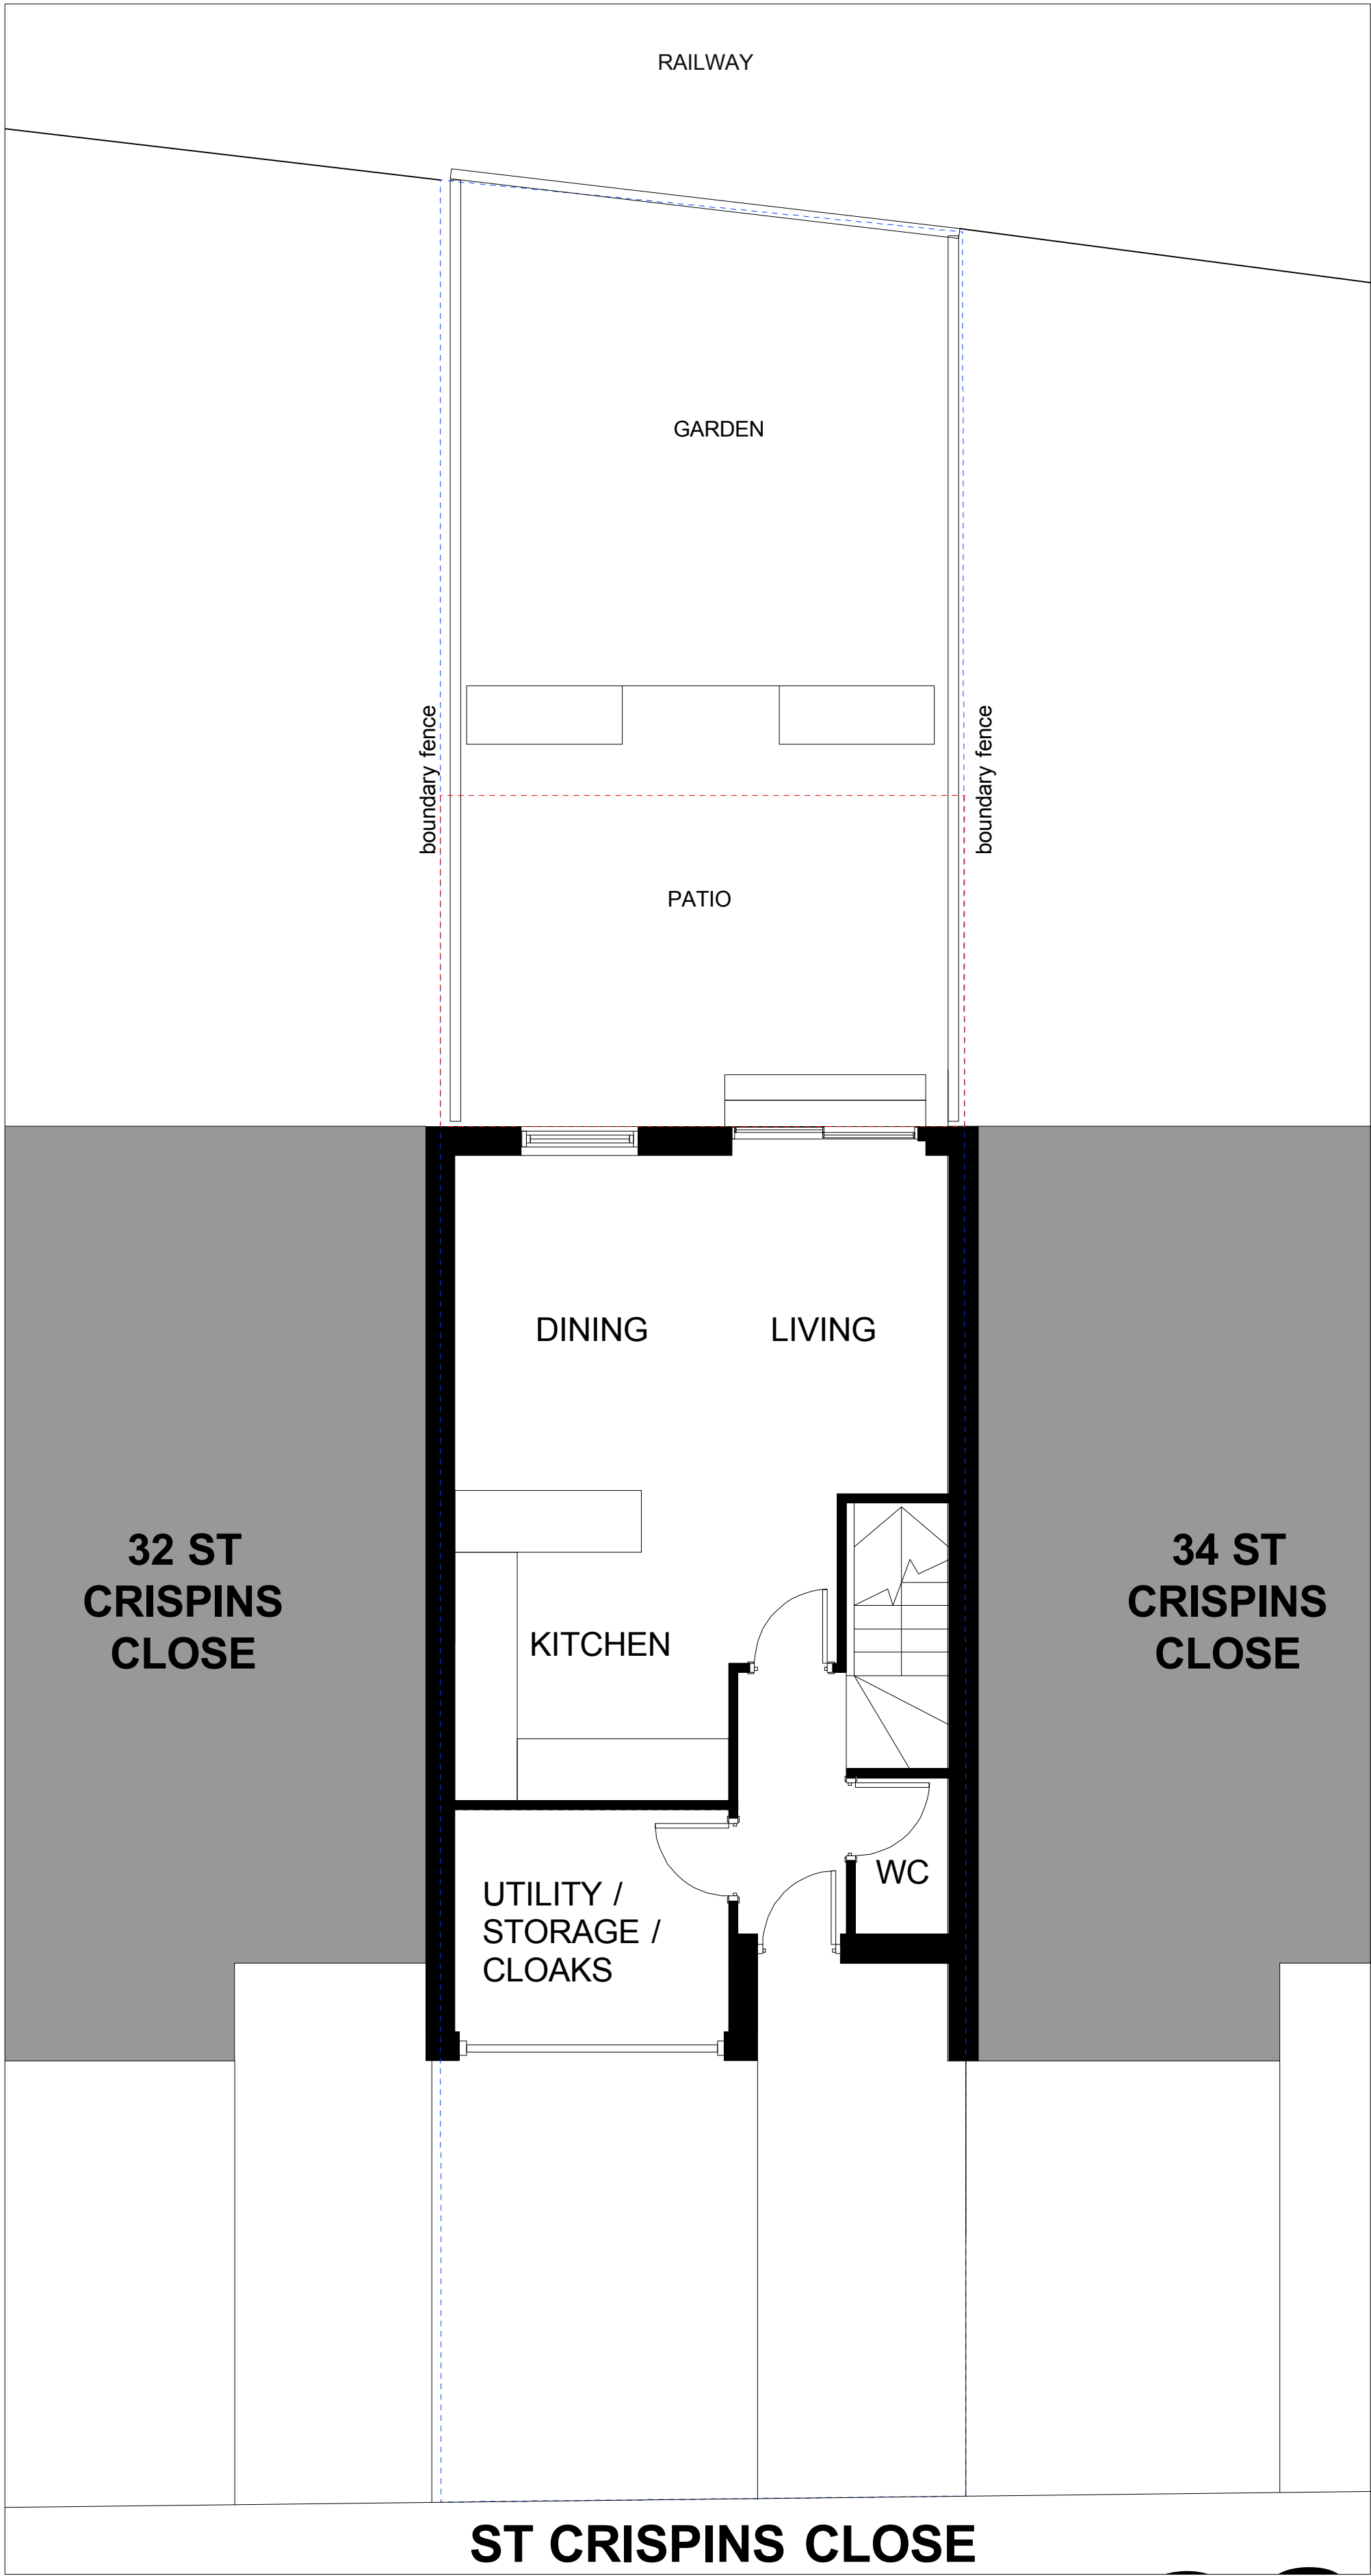 RAILWAY
GARDEN
boundary fence
boundary fence
PATIO
DINING
LIVING
32 ST
CRISPINS
CLOSE
34 ST
CRISPINS
CLOSE
KITCHEN
WC
UTILITY /
STORAGE /
CLOAKS
ST CRISPINS CLOSE